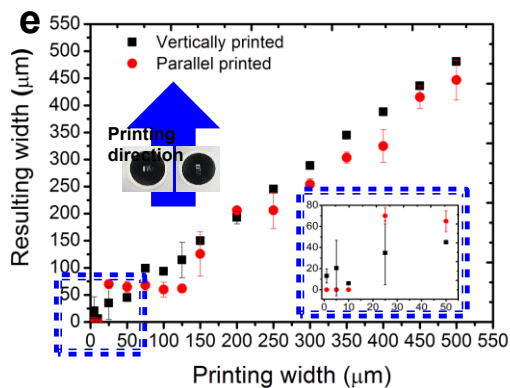 e
Vertically printed
Parallel printed
Printing
direction
Resulting width (μm)
550
500
450
400
350
300
250
200
150
100
50
0
80
60
40
20
0
0 10 20 30 40 50
0 50 100 150 200 250 300 350 400 450 500 550
Printing width (μm)